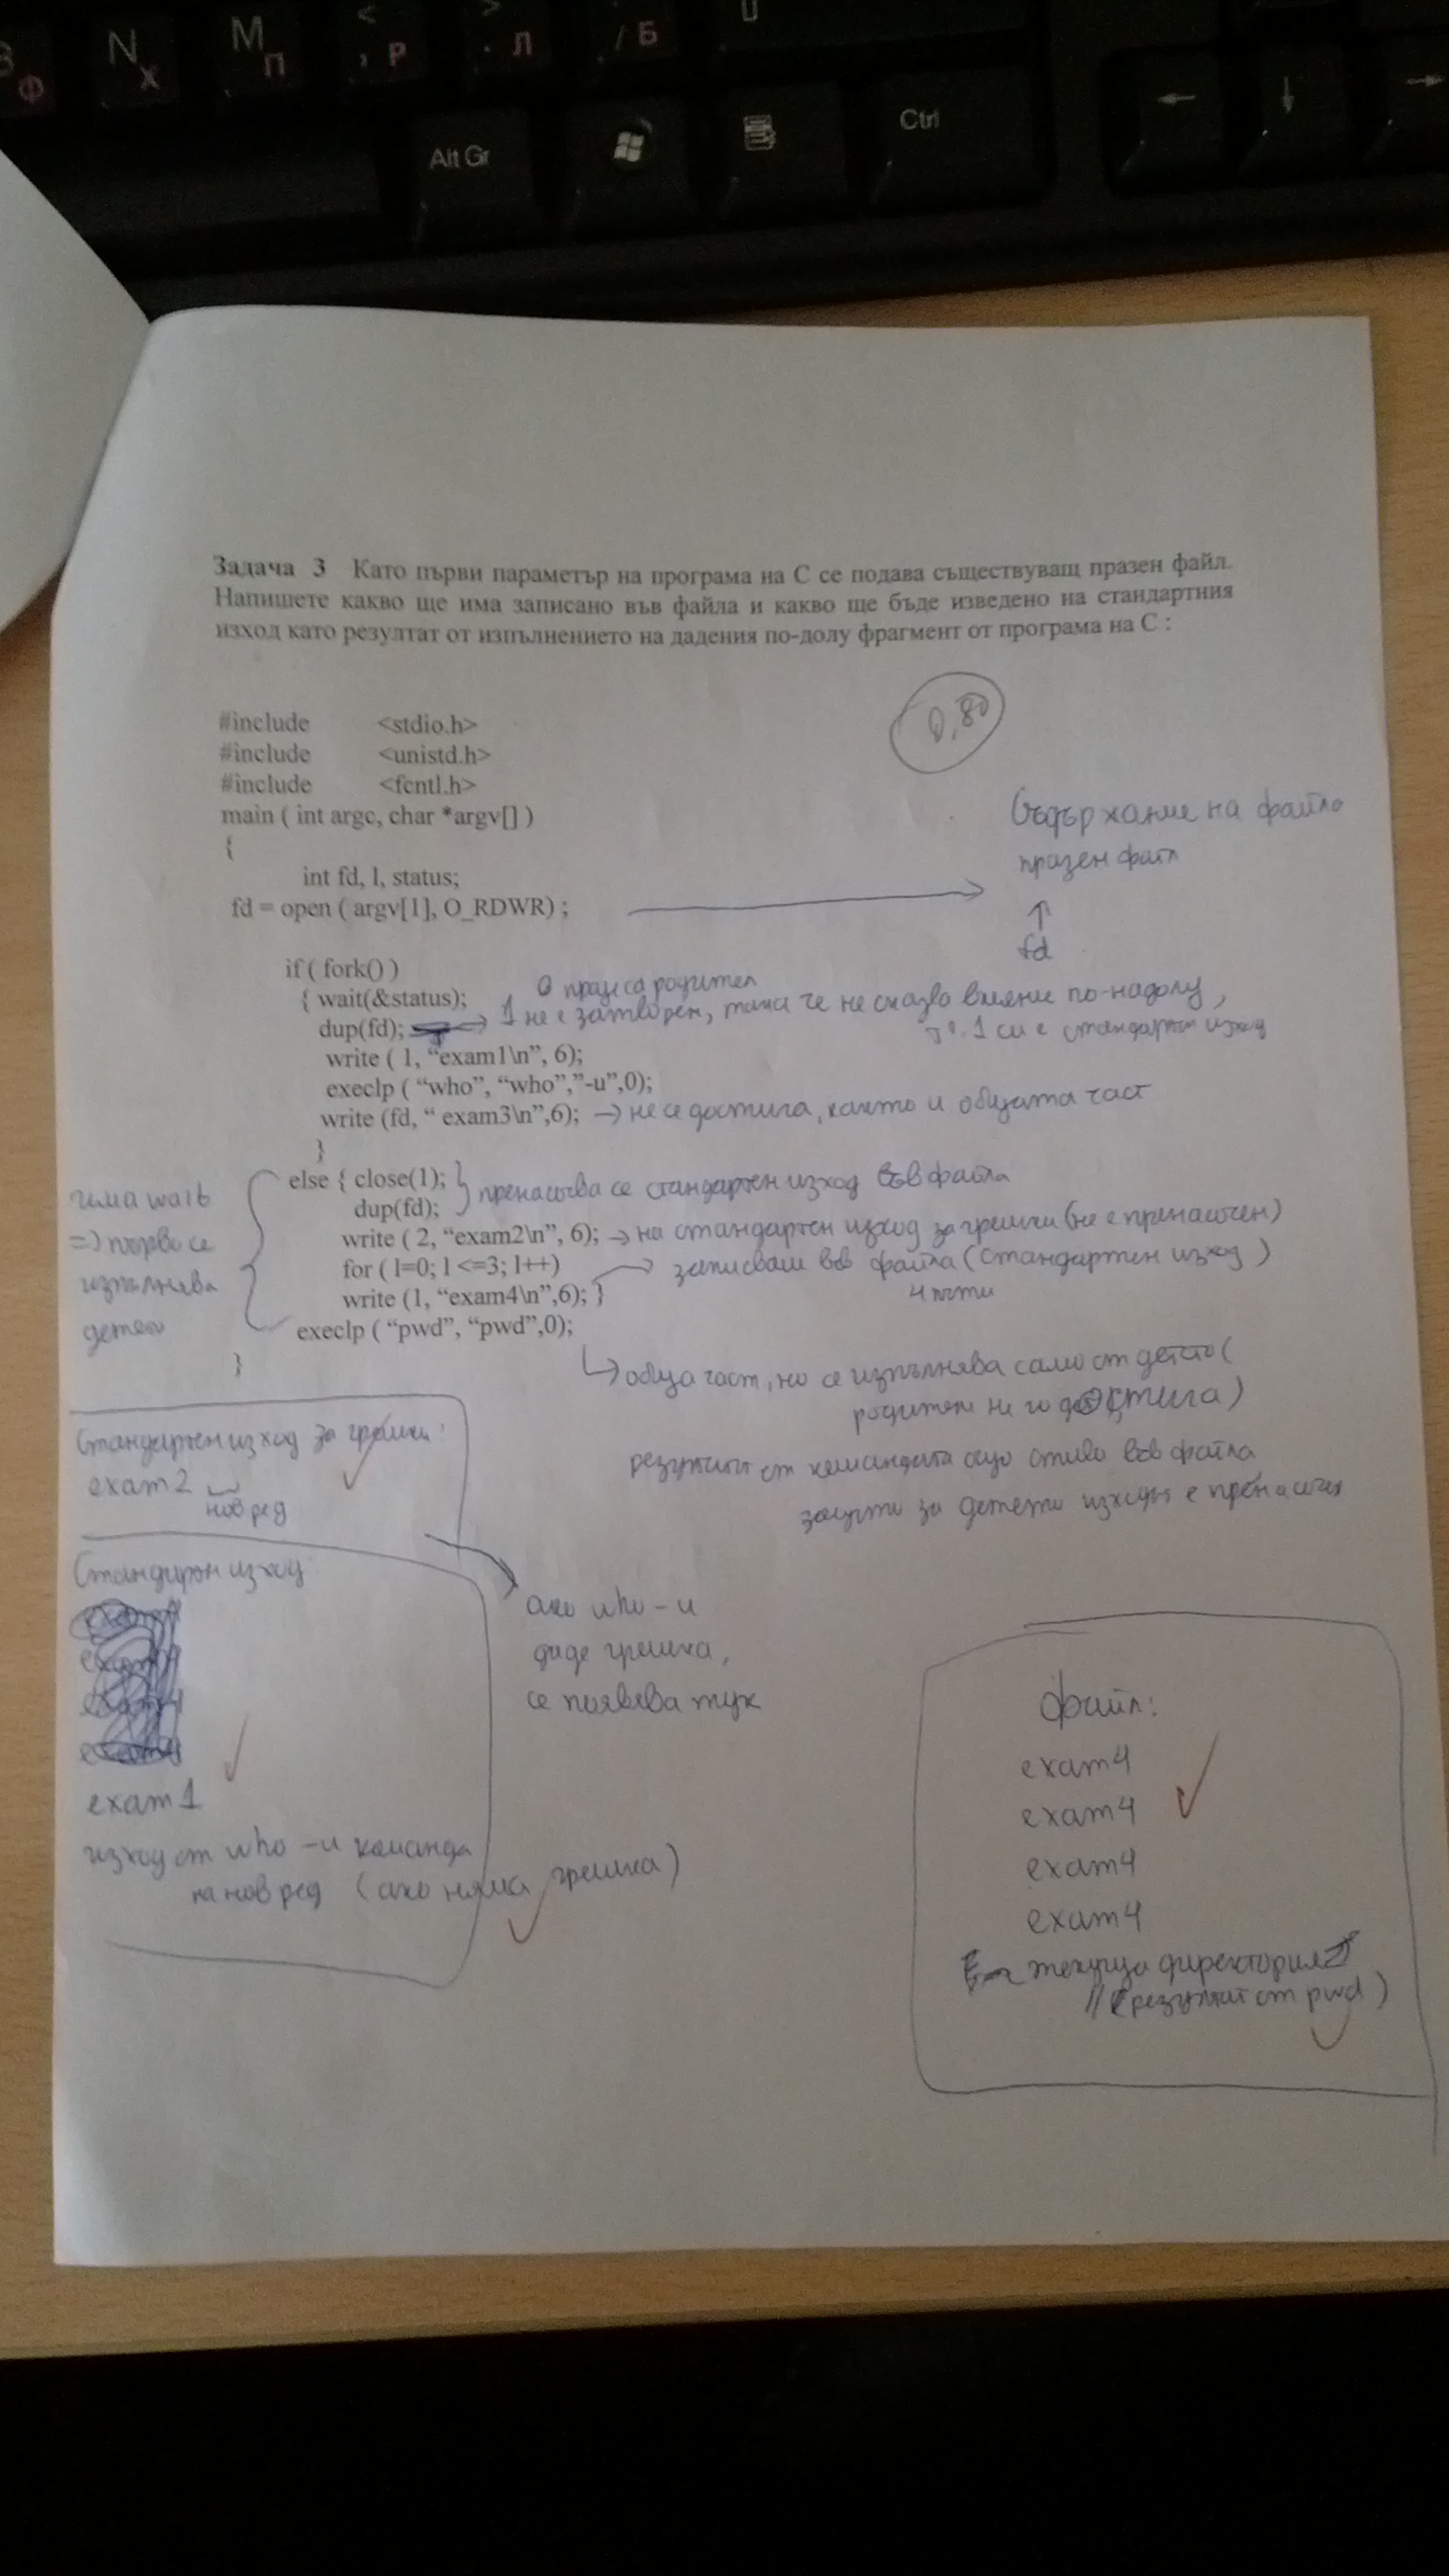 З Ф
N Х
M П
< , Р
> . Л
/ Б
Alt Gr
Ctrl
Задача 3 Като първи параметър на програма на С се подава съществуващ празен файл.
Напишете какво ще има записано във файла и какво ще бъде изведено на стандартния
изход като резултат от изпълнението на дадения по-долу фрагмент от програма на С :
0,80
#include <stdio.h>
#include <unistd.h>
#include <fcntl.h>
main ( int argc, char *argv[] )
{
int fd, l, status;
fd = open ( argv[1], O_RDWR) ;
Съдържание на файла
празен файл
↑
fd
if ( fork() )
{ wait(&status);
в процеса родител
dup(fd); → 1 не е затворен, така че не оказва влияние по-надолу,
т.е. 1 си е стандартен изход
write ( 1, “exam1\n”, 6);
execlp ( “who”, “who”,”-u”,0);
write (fd, “ exam3\n”,6); → не се достига, както и общата част
}
else { close(1);
dup(fd);
пренасочва се стандартен изход във файла
write ( 2, “exam2\n”, 6); → на стандартен изход за грешки (не е пренасочен)
for ( l=0; l <=3; l++)
write (1, “exam4\n”,6); }
записваш във файла (стандартен изход)
4 пъти
execlp ( “pwd”, “pwd”,0);
}
има wait
=> първо се
изпълнява
детето
обща част, но се изпълнява само от детето (
родителят не го достига)
резултатът от командата също отива във файла
защото за детето изходът е пренасочен
Стандартен изход за грешки:
exam2
нов ред
Стандартен изход:
exam4
exam4
exam4
exam4
exam1
изход от who -u команда
на нов ред (ако няма грешка)
ако who -u
даде грешка,
се появява тук
файл:
exam4
exam4
exam4
exam4
текуща директория
// (резултат от pwd)